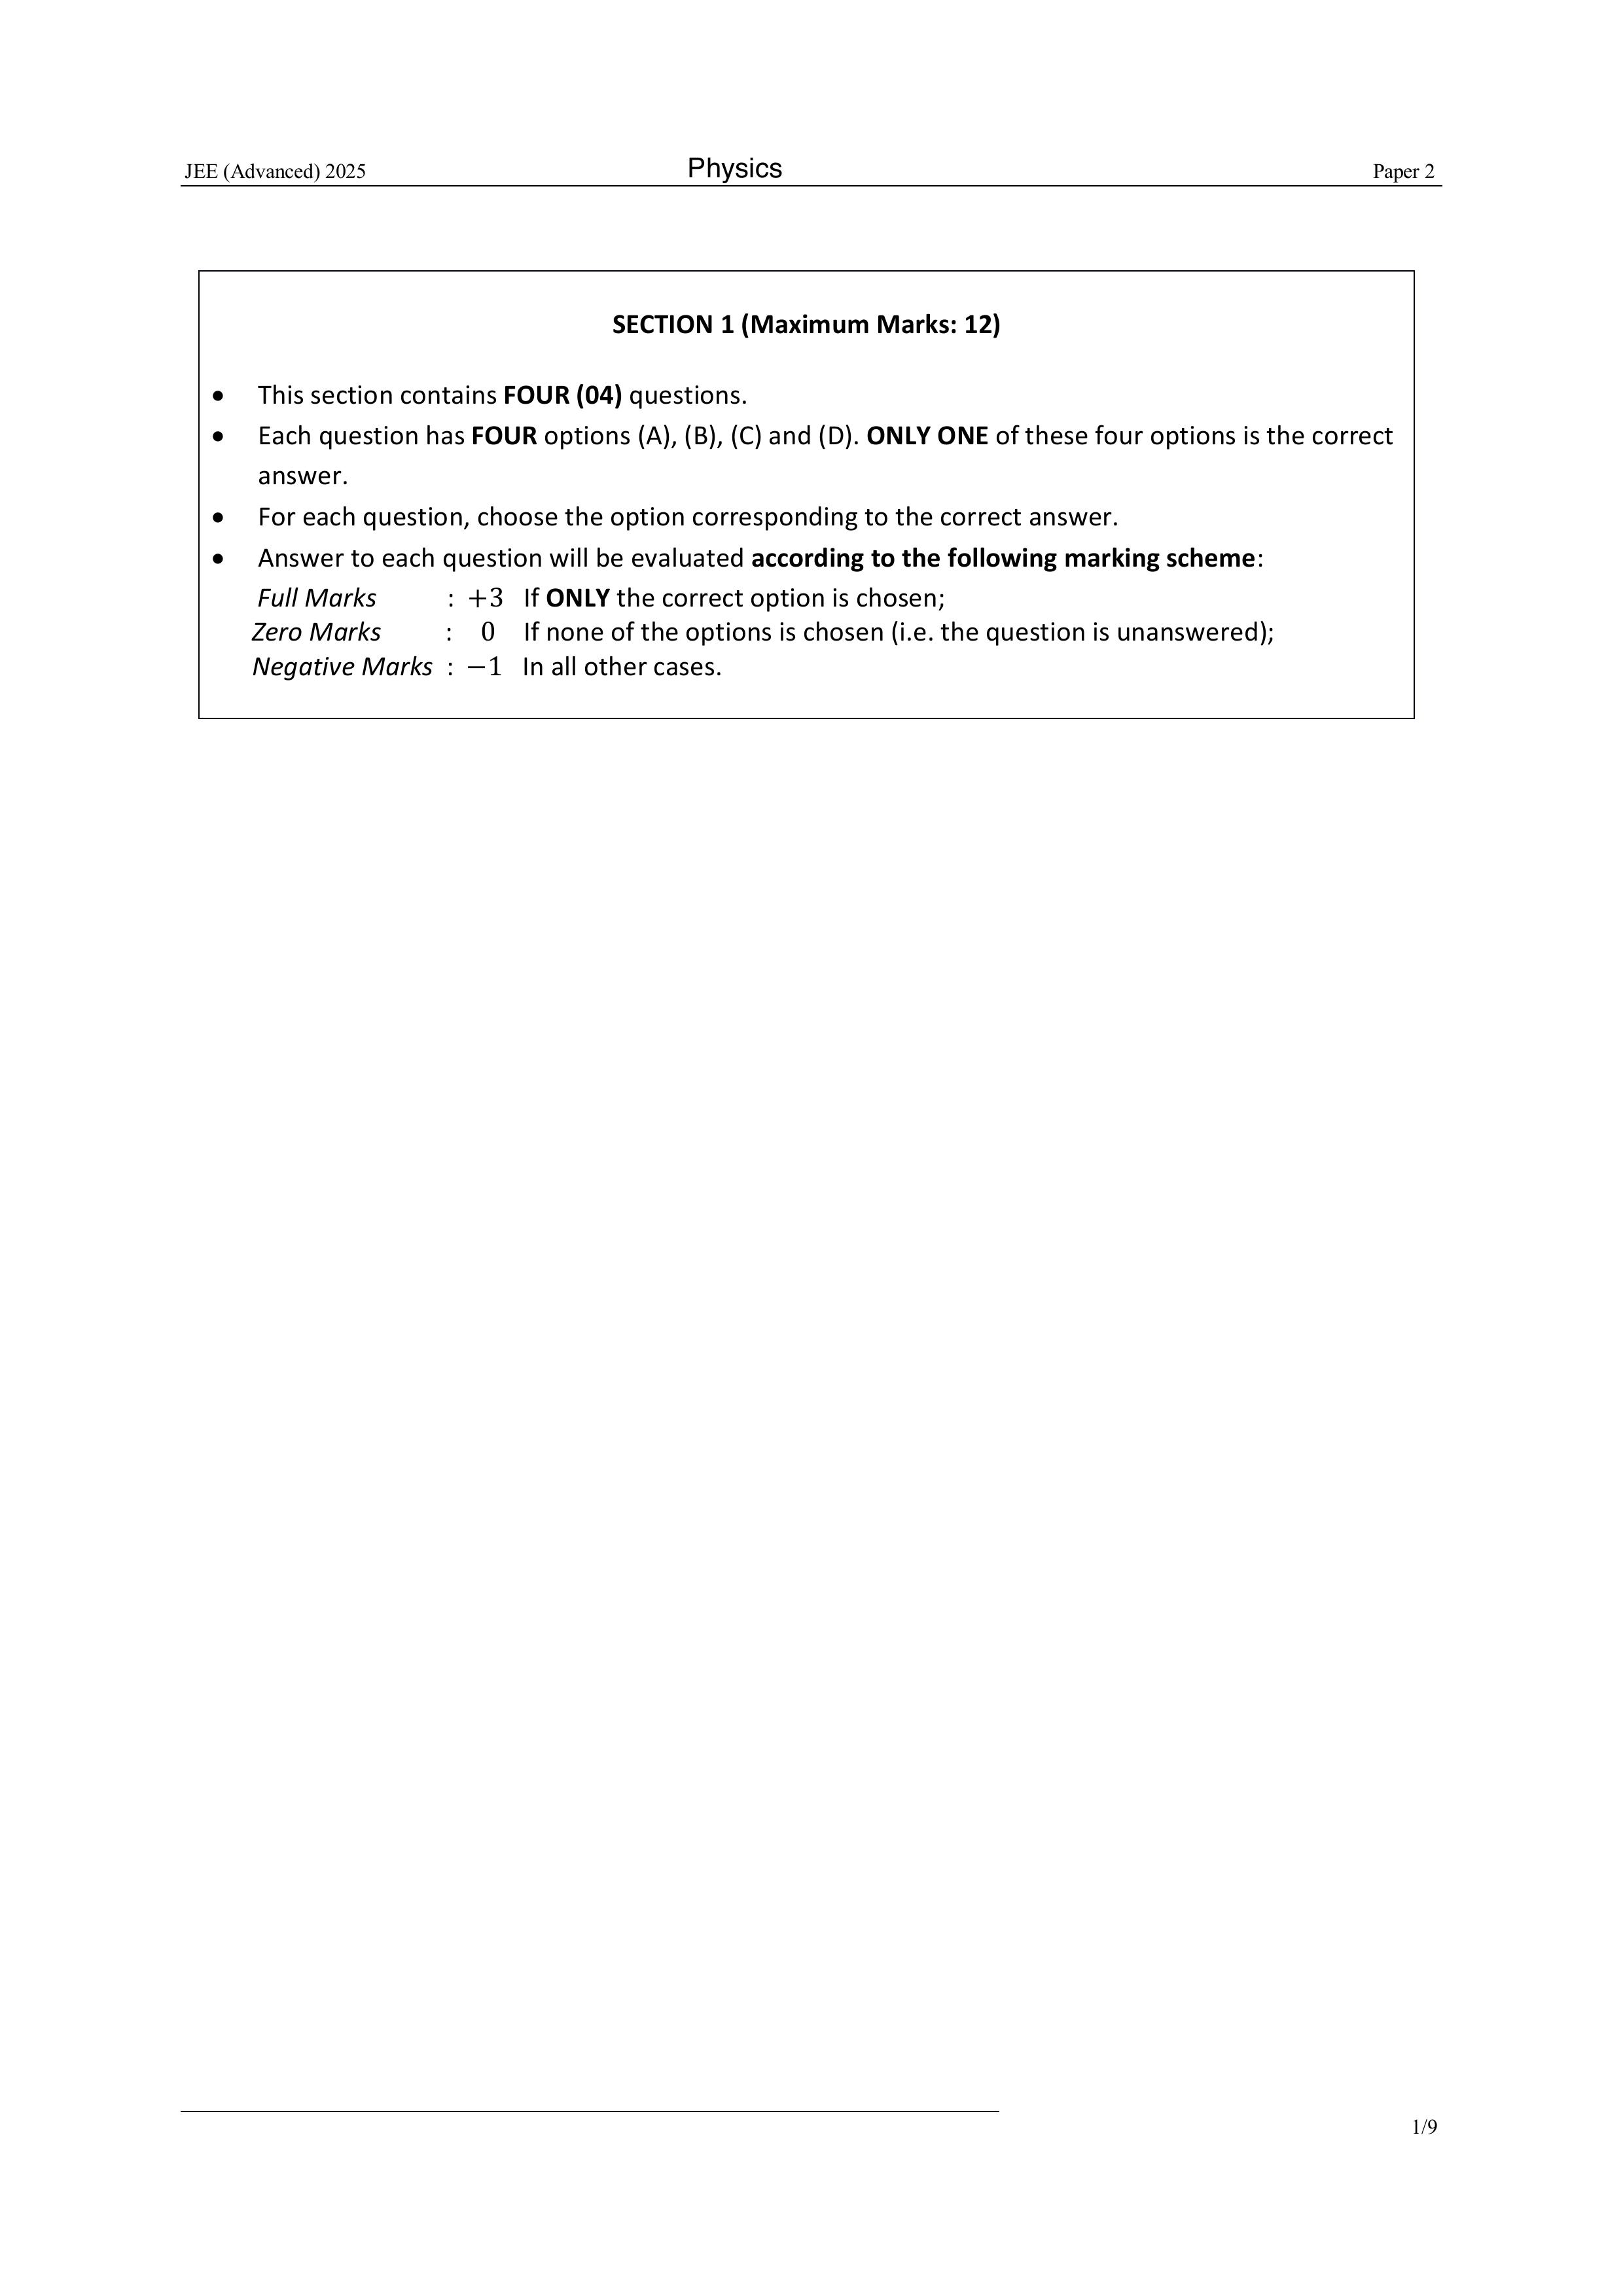 JEE (Advanced) 2025 Physics Paper 2
SECTION 1 (Maximum Marks: 12)
• This section contains FOUR (04) questions.
• Each question has FOUR options (A), (B), (C) and (D). ONLY ONE of these four options is the correct
answer.
• For each question, choose the option corresponding to the correct answer.
• Answer to each question will be evaluated according to the following marking scheme:
Full Marks : +3 If ONLY the correct option is chosen;
Zero Marks : 0 If none of the options is chosen (i.e. the question is unanswered);
Negative Marks : −1 In all other cases.
1/9